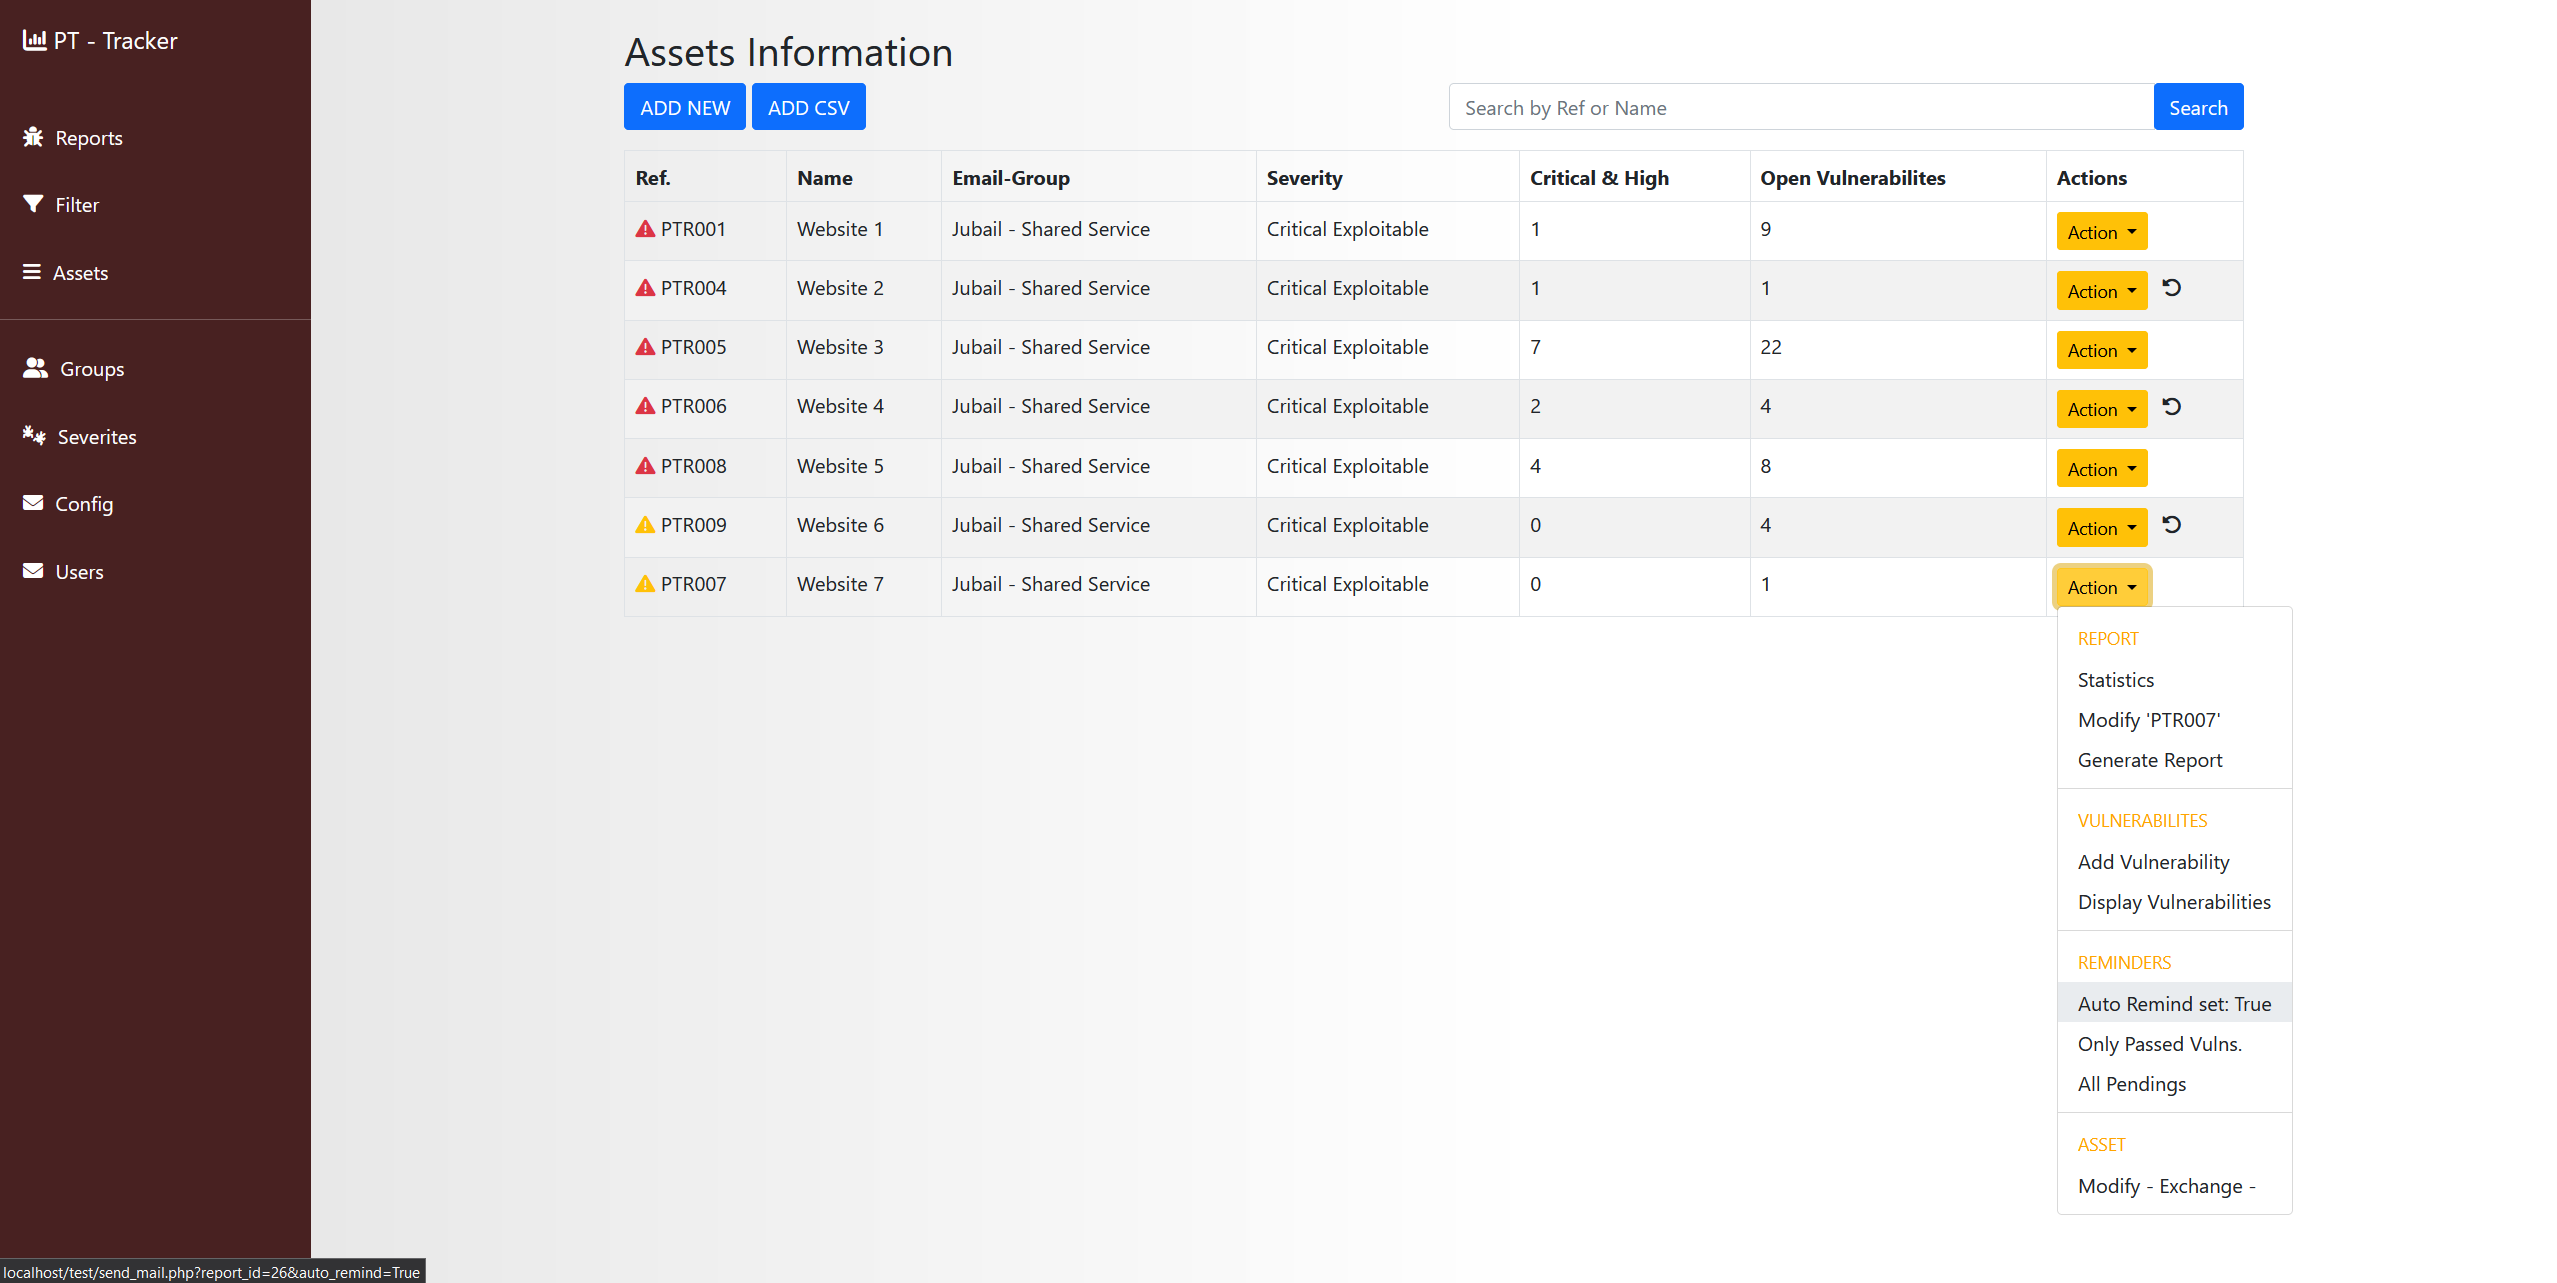 PT - Tracker
Reports
Filter
Assets
Groups
Severites
Config
Users
Assets Information
ADD NEW ADD CSV Search by Ref or Name Search
Ref. Name Email-Group Severity Critical & High Open Vulnerabilites Actions
PTR001 Website 1 Jubail - Shared Service Critical Exploitable 1 9 Action
PTR004 Website 2 Jubail - Shared Service Critical Exploitable 1 1 Action
PTR005 Website 3 Jubail - Shared Service Critical Exploitable 7 22 Action
PTR006 Website 4 Jubail - Shared Service Critical Exploitable 2 4 Action
PTR008 Website 5 Jubail - Shared Service Critical Exploitable 4 8 Action
PTR009 Website 6 Jubail - Shared Service Critical Exploitable 0 4 Action
PTR007 Website 7 Jubail - Shared Service Critical Exploitable 0 1 Action
REPORT
Statistics
Modify 'PTR007'
Generate Report
VULNERABILITES
Add Vulnerability
Display Vulnerabilities
REMINDERS
Auto Remind set: True
Only Passed Vulns.
All Pendings
ASSET
Modify - Exchange -
localhost/test/send_mail.php?report_id=26&auto_remind=True